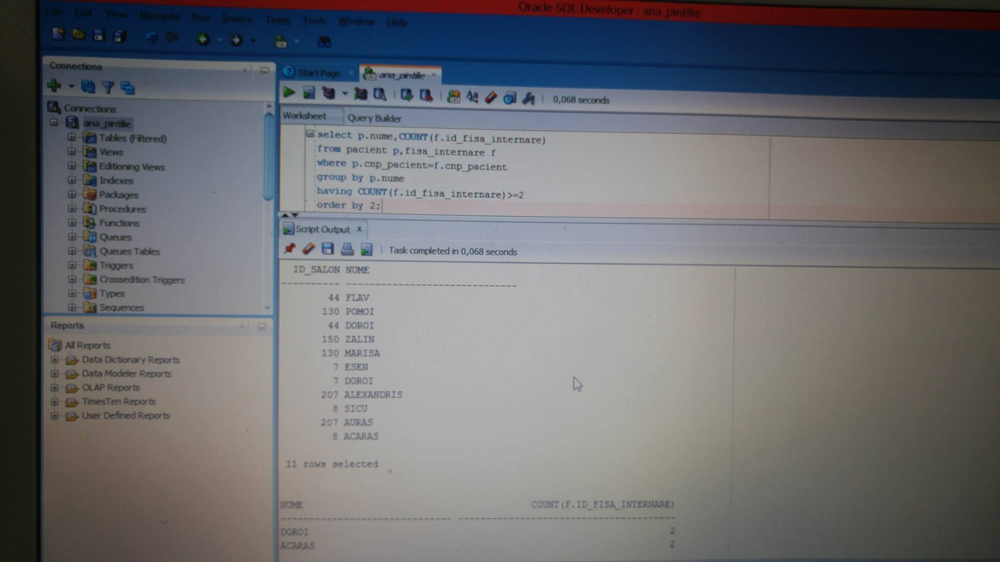 Oracle SQL Developer : ana_pintilie
File Edit View Navigate Run Source Team Tools Window Help
Connections
Connections
ana_pintilie
Tables (Filtered)
Views
Editioning Views
Indexes
Packages
Procedures
Functions
Queues
Queues Tables
Triggers
Crossedition Triggers
Types
Sequences
Reports
All Reports
Data Dictionary Reports
Data Modeler Reports
OLAP Reports
TimesTen Reports
User Defined Reports
Start Page
ana_pintilie
0,068 seconds
Worksheet Query Builder
select p.nume,COUNT(f.id_fisa_internare)
from pacient p,fisa_internare f
where p.cnp_pacient=f.cnp_pacient
group by p.nume
having COUNT(f.id_fisa_internare)>=2
order by 2;
Script Output
Task completed in 0,068 seconds
ID_SALON NUME
---------- ------------------------------
44 FLAV
130 POMOI
44 DOROI
150 ZALIN
130 MARISA
7 ESEN
7 DOROI
207 ALEXANDRIS
8 SICU
207 AURAS
8 ACARAS
11 rows selected
NUME COUNT(F.ID_FISA_INTERNARE)
------------------------------ --------------------------------------
DOROI 2
ACARAS 2